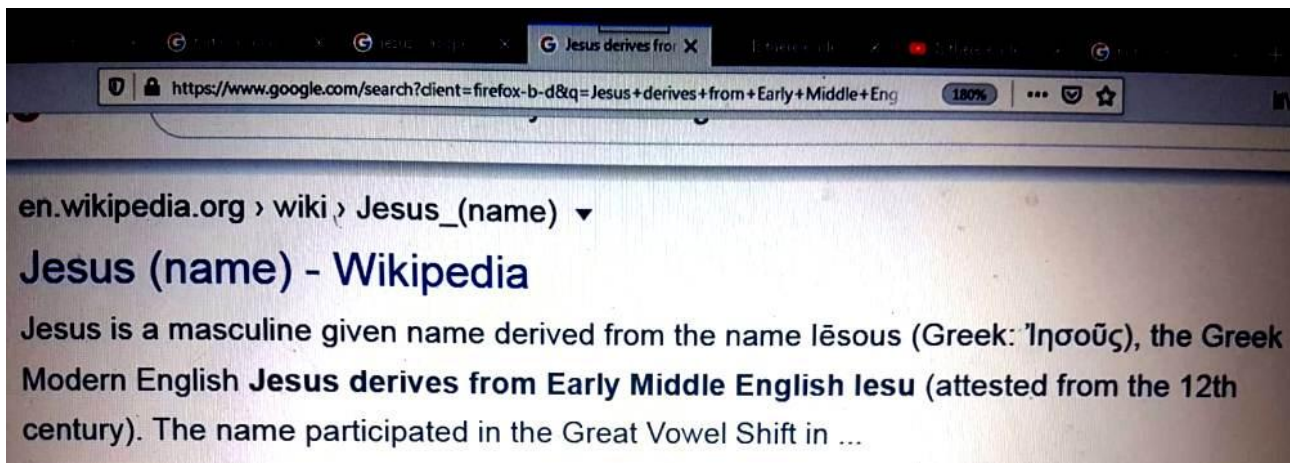 Jesus derives fror
https://www.google.com/search?client=firefox-b-d&q=Jesus+derives+from+Early+Middle+Eng 180%
en.wikipedia.org › wiki › Jesus_(name)
Jesus (name) - Wikipedia
Jesus is a masculine given name derived from the name Iēsous (Greek: Ἰησοῦς), the Greek
Modern English Jesus derives from Early Middle English Iesu (attested from the 12th
century). The name participated in the Great Vowel Shift in ...